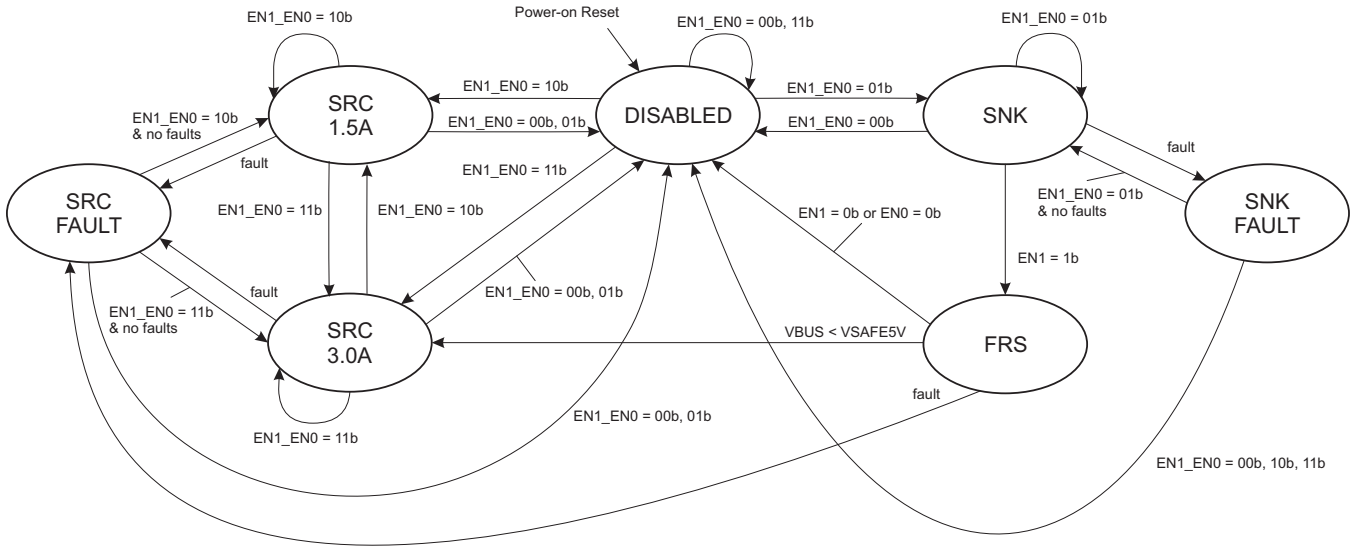 Power-on Reset
EN1_EN0 = 10b
EN1_EN0 = 00b, 11b
EN1_EN0 = 01b
SRC
1.5A
EN1_EN0 = 10b
DISABLED
EN1_EN0 = 01b
SNK
EN1_EN0 = 10b
& no faults
EN1_EN0 = 00b, 01b
EN1_EN0 = 00b
fault
fault
EN1_EN0 = 11b
SRC
FAULT
EN1_EN0 = 11b
EN1_EN0 = 10b
EN1 = 0b or EN0 = 0b
EN1_EN0 = 01b
& no faults
SNK
FAULT
EN1 = 1b
fault
EN1_EN0 = 00b, 01b
EN1_EN0 = 11b
& no faults
SRC
3.0A
VBUS < VSAFE5V
FRS
fault
EN1_EN0 = 11b
EN1_EN0 = 00b, 01b
EN1_EN0 = 00b, 10b, 11b